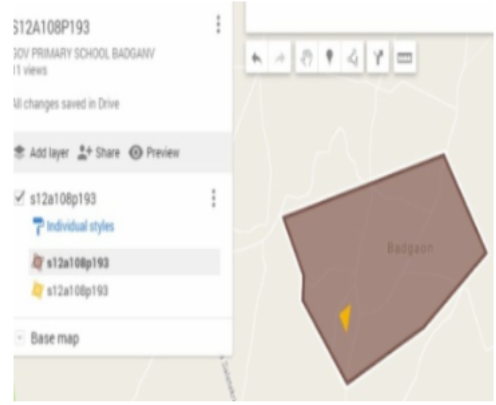 S12A108P193
GOV PRIMARY SCHOOL BADGANV
11 views
All changes saved in Drive
Add layer Share Preview
s12a108p193
Individual styles
s12a108p193
s12a108p193
Base map
Badgaon